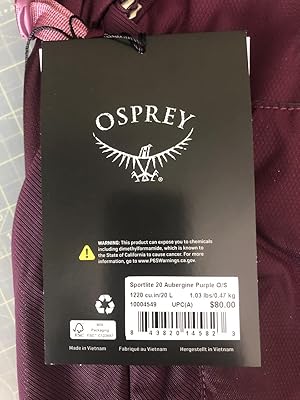 OSPREY
WARNING: This product can expose you to chemicals
including dimethylformamide, which is known to
the State of California to cause cancer. For more
information, go to www.P65Warnings.ca.gov.
Sportlite 20 Aubergine Purple O/S
1220 cu.in/20 L 1.03 lbs/0.47 kg
10004549 UPC(A) $80.00
8 43820 14582 3
MIX
Packaging
FSC
Made in Vietnam Fabriqué au Vietnam Hergestellt in Vietnam